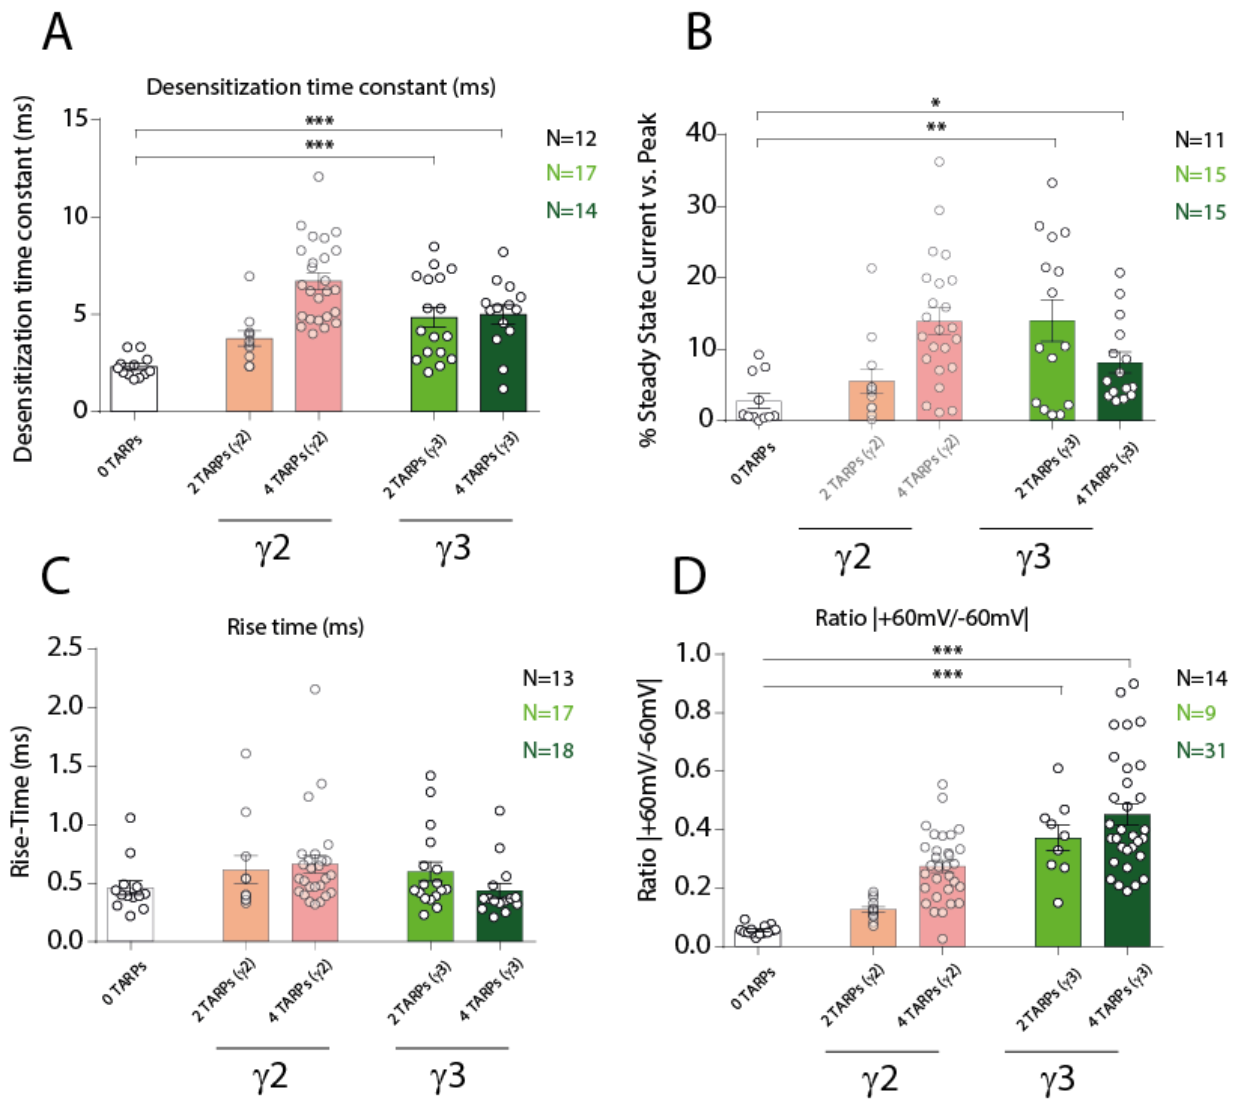 A
Desensitization time constant (ms)
Desensitization time constant (ms)
15
10
5
0
***
***
N=12
N=17
N=14
0 TARPs
2 TARPs (γ2)
4 TARPs (γ2)
2 TARPs (γ3)
4 TARPs (γ3)
γ2
γ3
B
% Steady State Current vs. Peak
40
30
20
10
0
*
**
N=11
N=15
N=15
0 TARPs
2 TARPs (γ2)
4 TARPs (γ2)
2 TARPs (γ3)
4 TARPs (γ3)
γ2
γ3
C
Rise time (ms)
Rise-Time (ms)
2.5
2.0
1.5
1.0
0.5
0.0
N=13
N=17
N=18
0 TARPs
2 TARPs (γ2)
4 TARPs (γ2)
2 TARPs (γ3)
4 TARPs (γ3)
γ2
γ3
D
Ratio |+60mV/-60mV|
Ratio |+60mV/-60mV|
1.0
0.8
0.6
0.4
0.2
0.0
***
***
N=14
N=9
N=31
0 TARPs
2 TARPs (γ2)
4 TARPs (γ2)
2 TARPs (γ3)
4 TARPs (γ3)
γ2
γ3